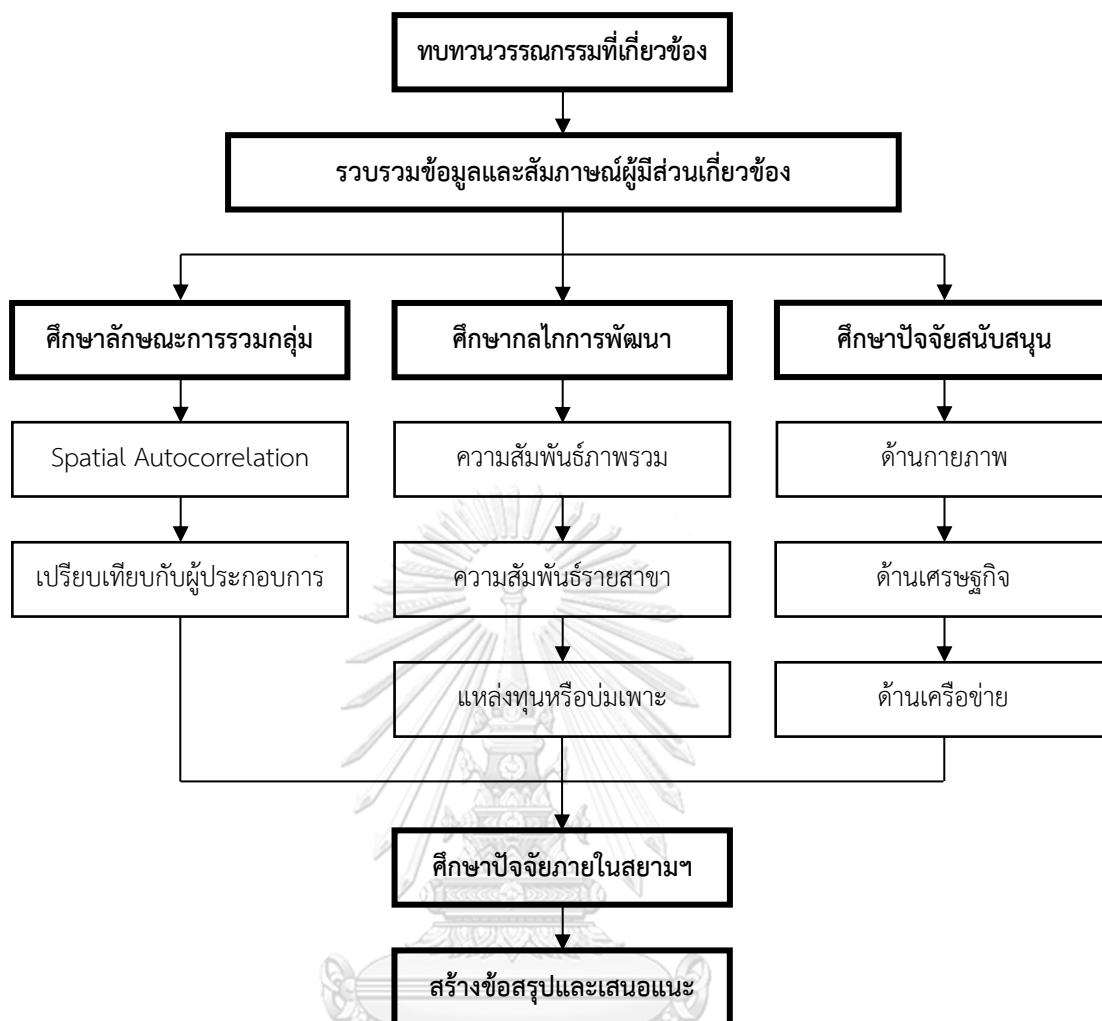 ทบทวนวรรณกรรมที่เกี่ยวข้อง
รวบรวมข้อมูลและสัมภาษณ์ผู้มีส่วนเกี่ยวข้อง
ศึกษาลักษณะการรวมกลุ่ม
ศึกษากลไกการพัฒนา
ศึกษาปัจจัยสนับสนุน
Spatial Autocorrelation
ความสัมพันธ์ภาพรวม
ด้านกายภาพ
เปรียบเทียบกับผู้ประกอบการ
ความสัมพันธ์รายสาขา
ด้านเศรษฐกิจ
แหล่งทุนหรือบ่มเพาะ
ด้านเครือข่าย
ศึกษาปัจจัยภายในสยามฯ
สร้างข้อสรุปและเสนอแนะ